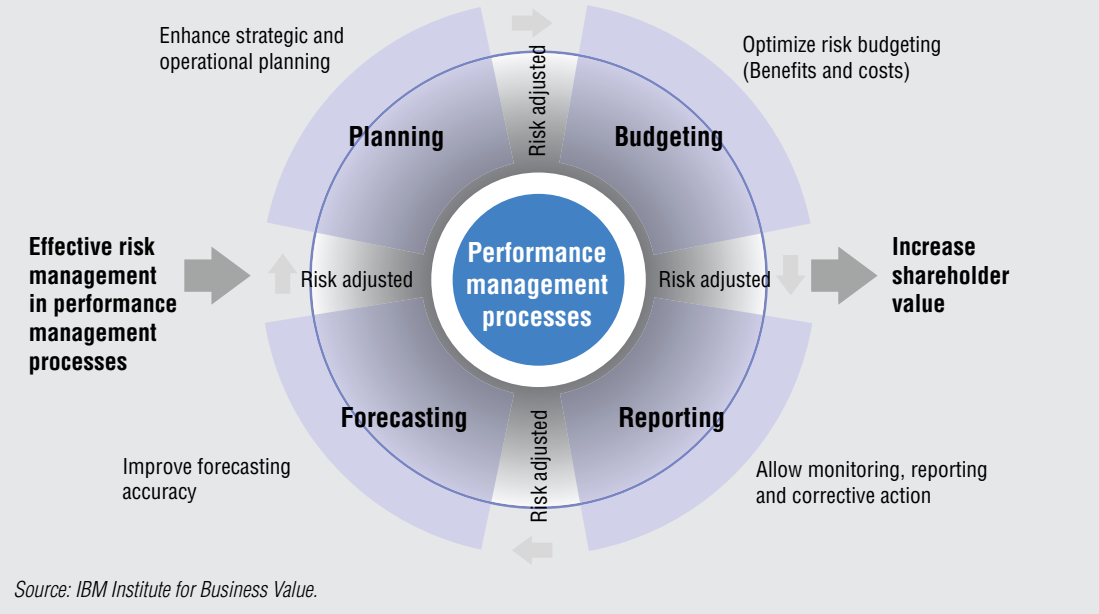 Enhance strategic and
operational planning
Optimize risk budgeting
(Benefits and costs)
Risk adjusted
Planning
Budgeting
Effective risk
management
in performance
management
processes
Risk adjusted
Performance
management
processes
Risk adjusted
Increase
shareholder
value
Forecasting
Reporting
Risk adjusted
Improve forecasting
accuracy
Allow monitoring, reporting
and corrective action
Source: IBM Institute for Business Value.